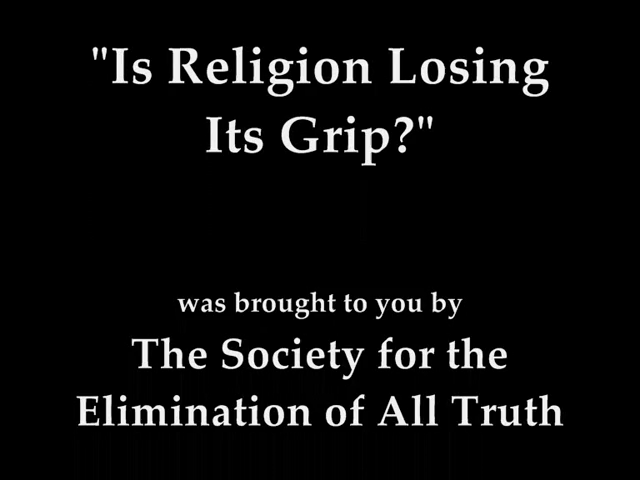 "Is Religion Losing
Its Grip?"
was brought to you by
The Society for the
Elimination of All Truth